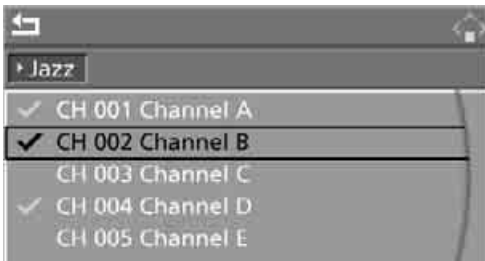 Jazz
CH 001 Channel A
CH 002 Channel B
CH 003 Channel C
CH 004 Channel D
CH 005 Channel E